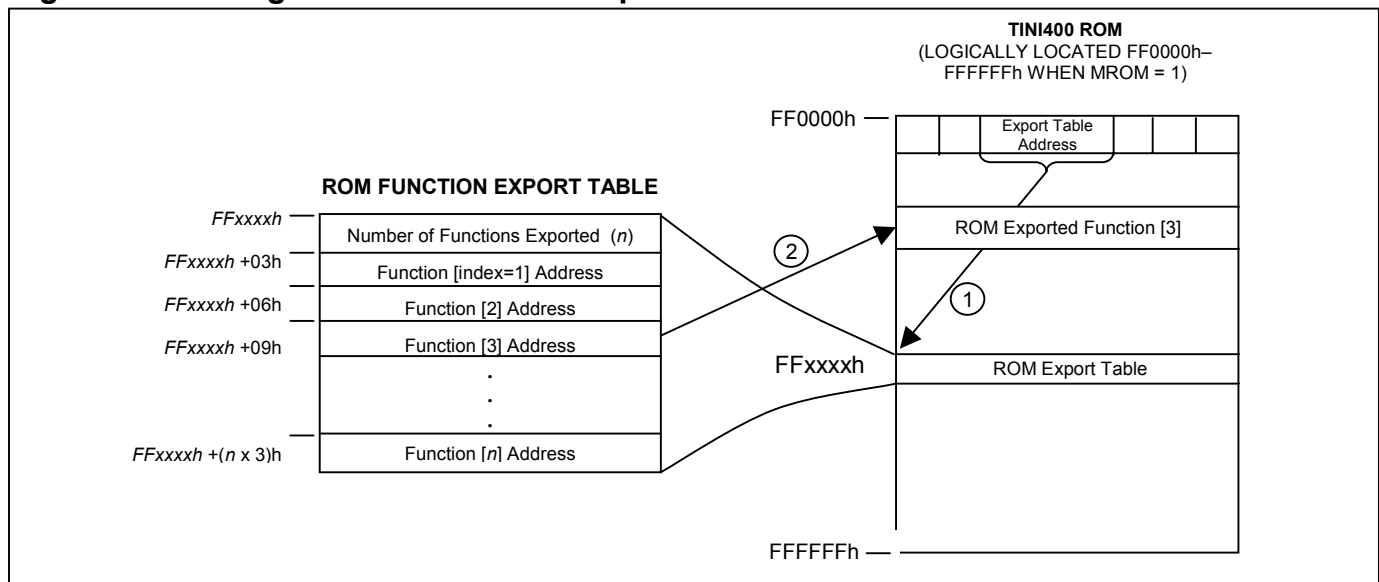 TINI400 ROM
(LOGICALLY LOCATED FF0000h–
FFFFFFh WHEN MROM = 1)
FF0000h
Export Table
Address
ROM FUNCTION EXPORT TABLE
FFxxxxh
Number of Functions Exported (n)
ROM Exported Function [3]
2
FFxxxxh +03h
Function [index=1] Address
FFxxxxh +06h
Function [2] Address
1
FFxxxxh +09h
Function [3] Address
FFxxxxh
ROM Export Table
.
.
.
FFxxxxh +(n x 3)h
Function [n] Address
FFFFFFh